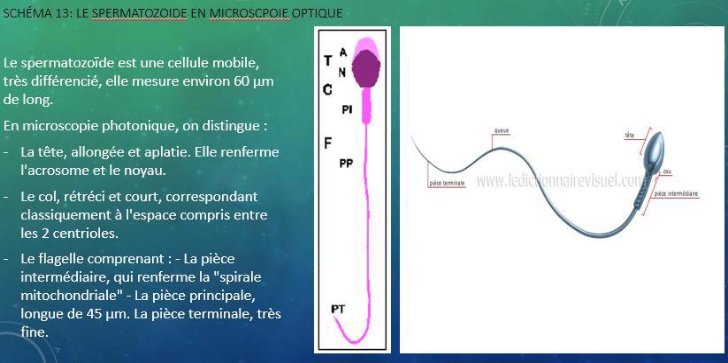 SCHÉMA 13: LE SPERMATOZOIDE EN MICROSCPOIE OPTIQUE
Le spermatozoïde est une cellule mobile,
très différencié, elle mesure environ 60 µm
de long.
En microscopie photonique, on distingue :
- La tête, allongée et aplatie. Elle renferme
l'acrosome et le noyau.
- Le col, rétréci et court, correspondant
classiquement à l'espace compris entre
les 2 centrioles.
- Le flagelle comprenant : - La pièce
intermédiaire, qui renferme la "spirale
mitochondriale" - La pièce principale,
longue de 45 µm. La pièce terminale, très
fine.
A
T
N
C
PI
F
PP
PT
queue
tête
cou
pièce terminale
www.ledictionnairevisuel.com
pièce intermédiaire